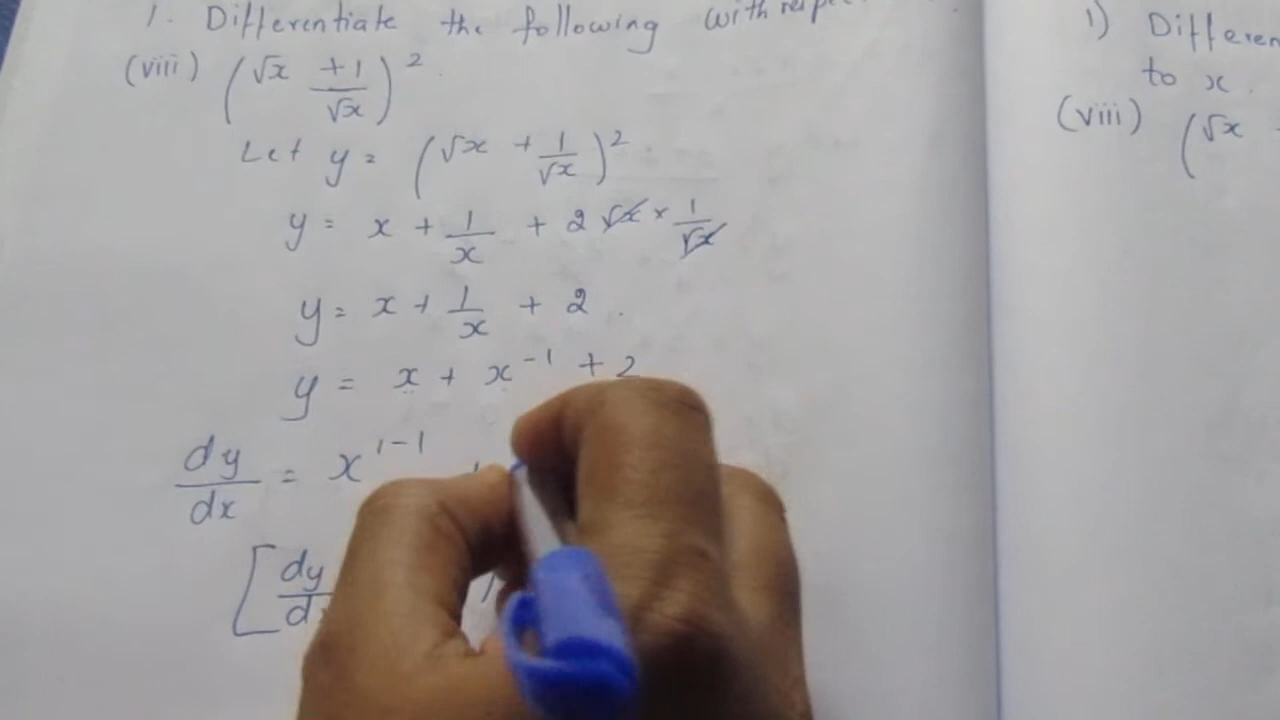 1. Differentiate the following with respe
(viii) (√x +1/√x)²
Let y = (√x + 1/√x)²
y = x + 1/x + 2 √x × 1/√x
y = x + 1/x + 2.
y = x + x⁻¹ + 2
dy/dx = x¹⁻¹
[dy/d
1) Differen
to x.
(viii) (√x